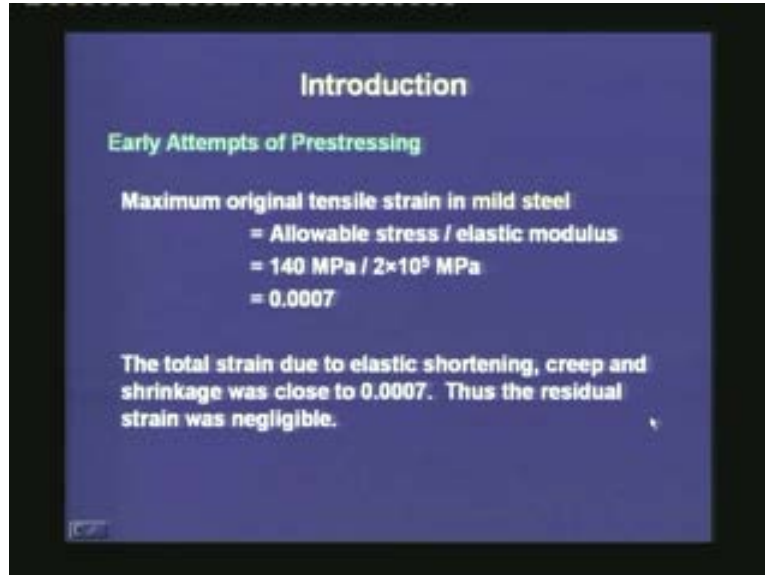 Introduction
Early Attempts of Prestressing
Maximum original tensile strain in mild steel
= Allowable stress / elastic modulus
= 140 MPa / 2×10⁵ MPa
= 0.0007
The total strain due to elastic shortening, creep and
shrinkage was close to 0.0007. Thus the residual
strain was negligible.